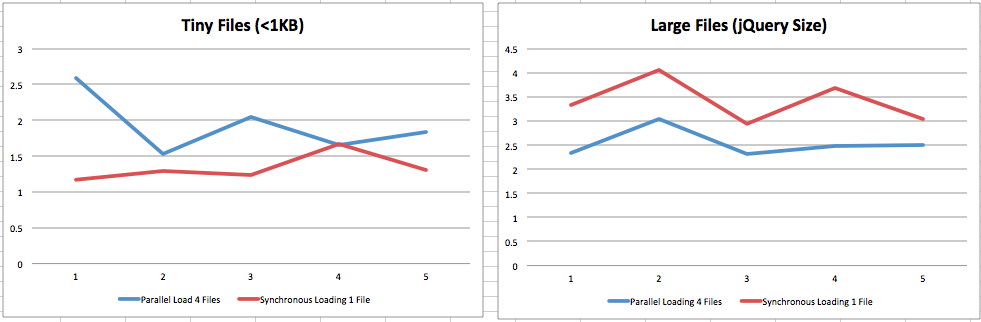 Tiny Files (<1KB)
3
2.5
2
1.5
1
0.5
0
1 2 3 4 5
Parallel Load 4 Files Synchronous Loading 1 File
Large Files (jQuery Size)
4.5
4
3.5
3
2.5
2
1.5
1
0.5
0
1 2 3 4 5
Parallel Loading 4 Files Synchronous Loading 1 File